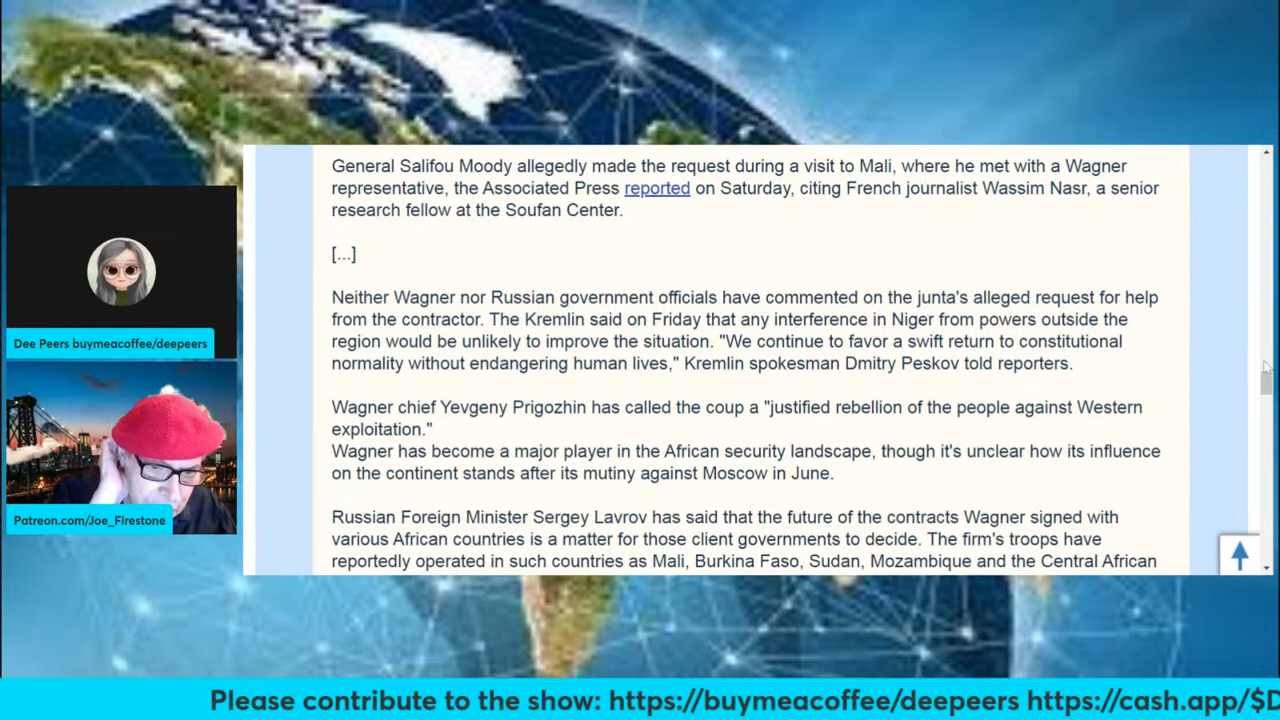 General Salifou Moody allegedly made the request during a visit to Mali, where he met with a Wagner
representative, the Associated Press reported on Saturday, citing French journalist Wassim Nasr, a senior
research fellow at the Soufan Center.
[...]
Neither Wagner nor Russian government officials have commented on the junta's alleged request for help
from the contractor. The Kremlin said on Friday that any interference in Niger from powers outside the
region would be unlikely to improve the situation. "We continue to favor a swift return to constitutional
normality without endangering human lives," Kremlin spokesman Dmitry Peskov told reporters.
Wagner chief Yevgeny Prigozhin has called the coup a "justified rebellion of the people against Western
exploitation."
Wagner has become a major player in the African security landscape, though it's unclear how its influence
on the continent stands after its mutiny against Moscow in June.
Russian Foreign Minister Sergey Lavrov has said that the future of the contracts Wagner signed with
various African countries is a matter for those client governments to decide. The firm's troops have
reportedly operated in such countries as Mali, Burkina Faso, Sudan, Mozambique and the Central African
Dee Peers buymeacoffee/deepeers
Patreon.com/Joe_Firestone
Please contribute to the show: https://buymeacoffee/deepeers https://cash.app/$D